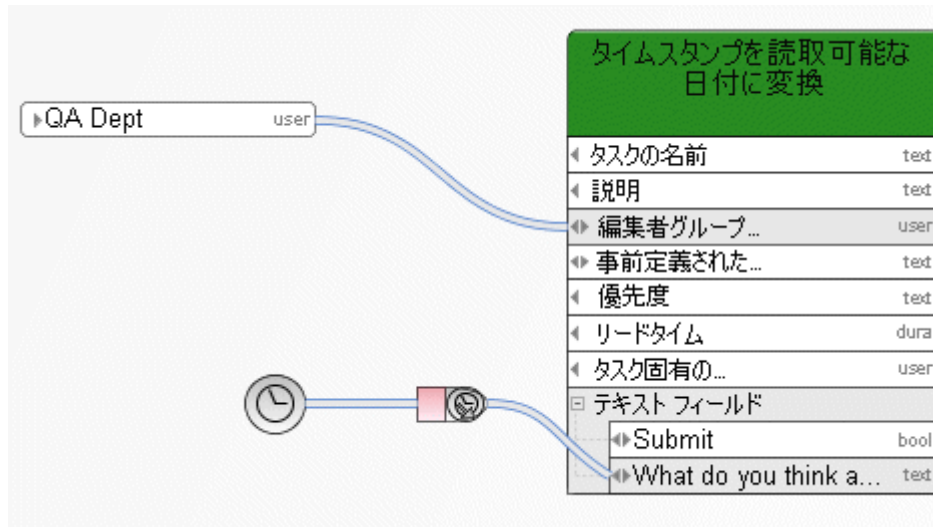 タイムスタンプを読取可能な
日付に変換
QA Dept user
タスクの名前 text
説明 text
編集者グループ... user
事前定義された... text
優先度 text
リードタイム dura
タスク固有の... user
テキスト フィールド
Submit bool
What do you think a... text